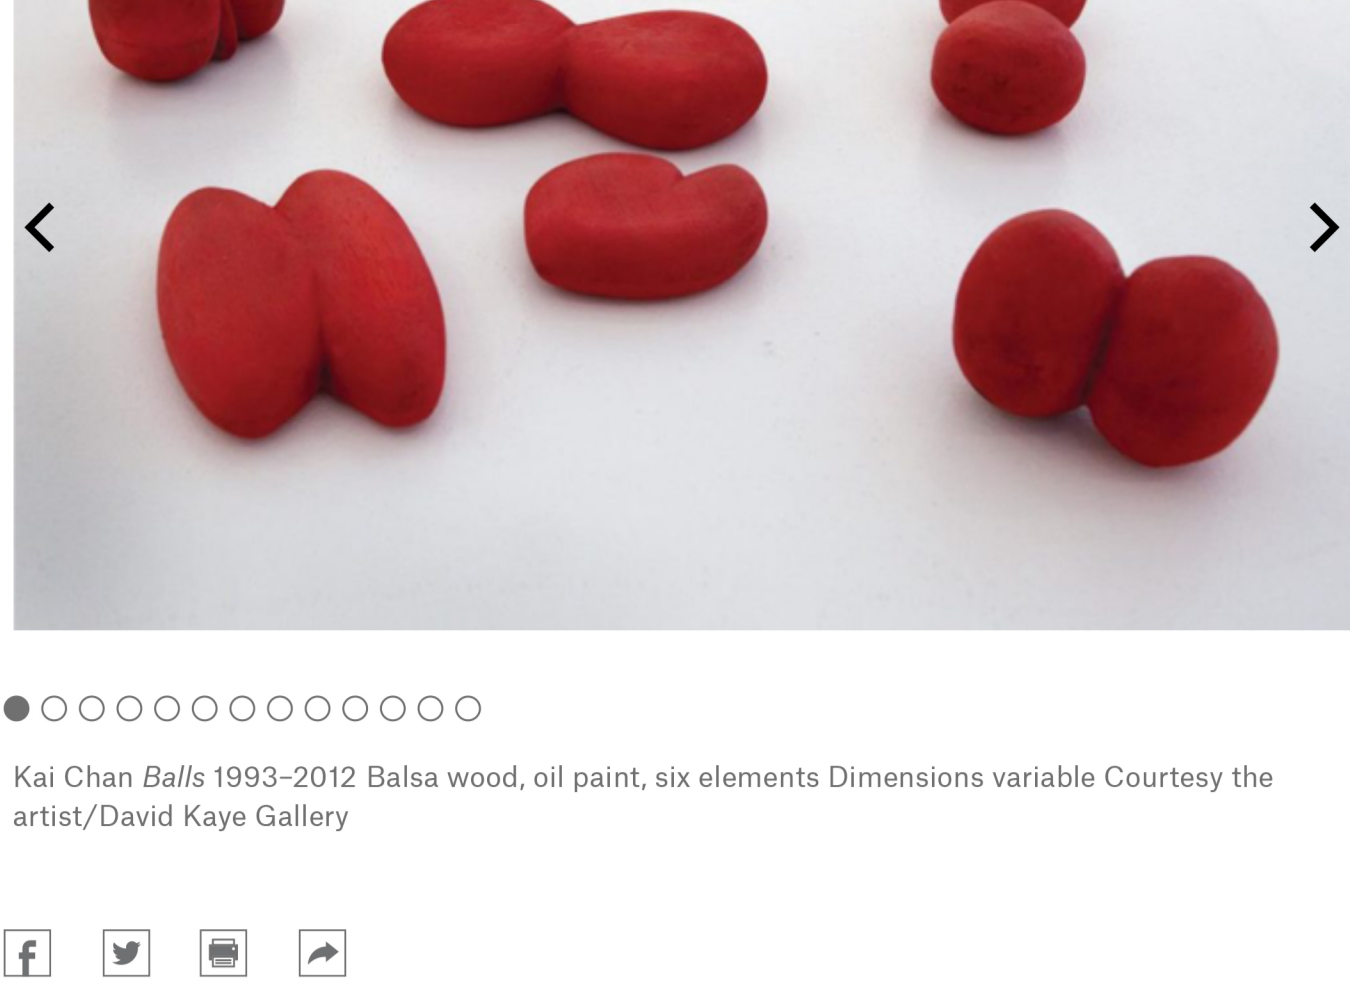 Kai Chan Balls 1993–2012 Balsa wood, oil paint, six elements Dimensions variable Courtesy the
artist/David Kaye Gallery